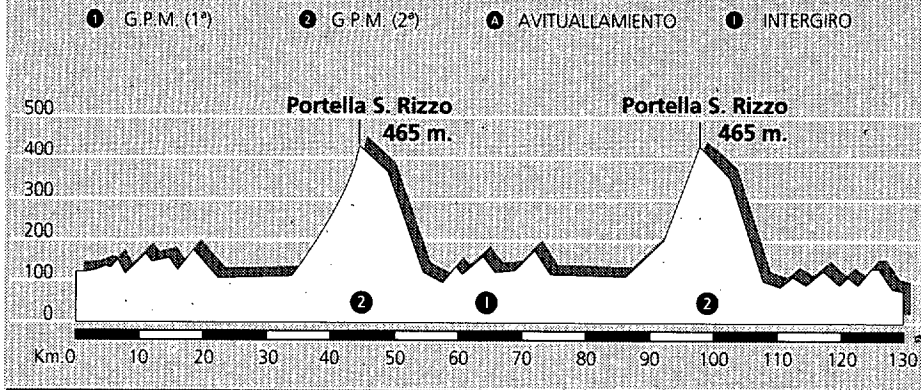 1 G.P.M. (1ª) 2 G.P.M. (2ª) A AVITUALLAMIENTO I INTERGIRO
Portella S. Rizzo Portella S. Rizzo
465 m. 465 m.
500
400
300
200
100
0
2 I 2
Km. 0 10 20 30 40 50 60 70 80 90 100 110 120 130